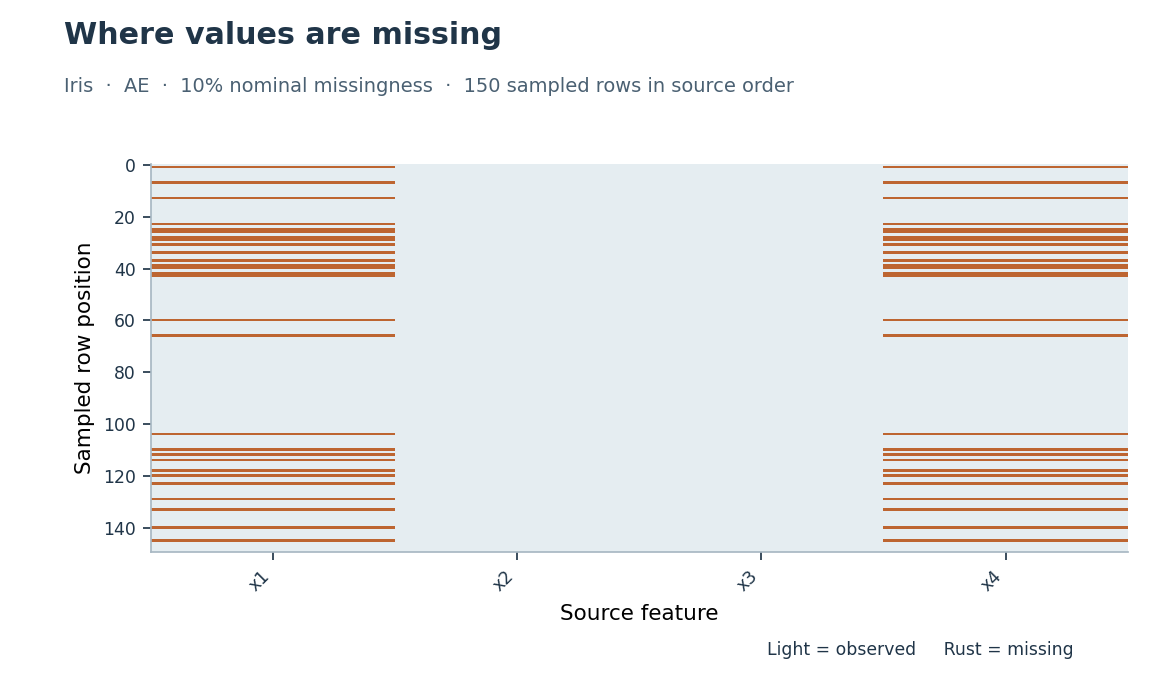 Where values are missing
Iris · AE · 10% nominal missingness · 150 sampled rows in source order
0
20
40
60
80
100
120
140
Sampled row position
x1
x2
x3
x4
Source feature
Light = observed Rust = missing